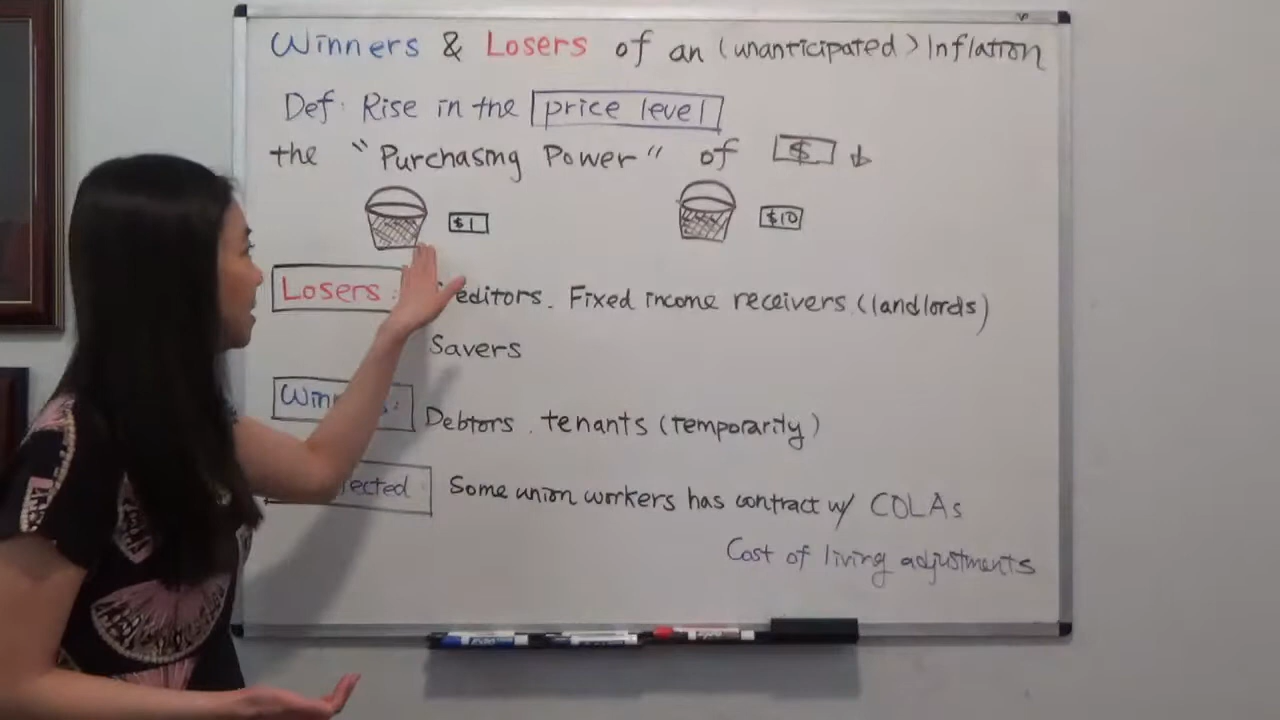 Winners & Losers of an (unanticipated) Inflation
Def: Rise in the price level
the "Purchasing Power" of $ ↓
$1 $10
Losers: editors. Fixed income receivers (landlords)
Savers
Debtors. tenants (temporarity)
Some union workers has contract w/ COLAs
Cost of living adjustments